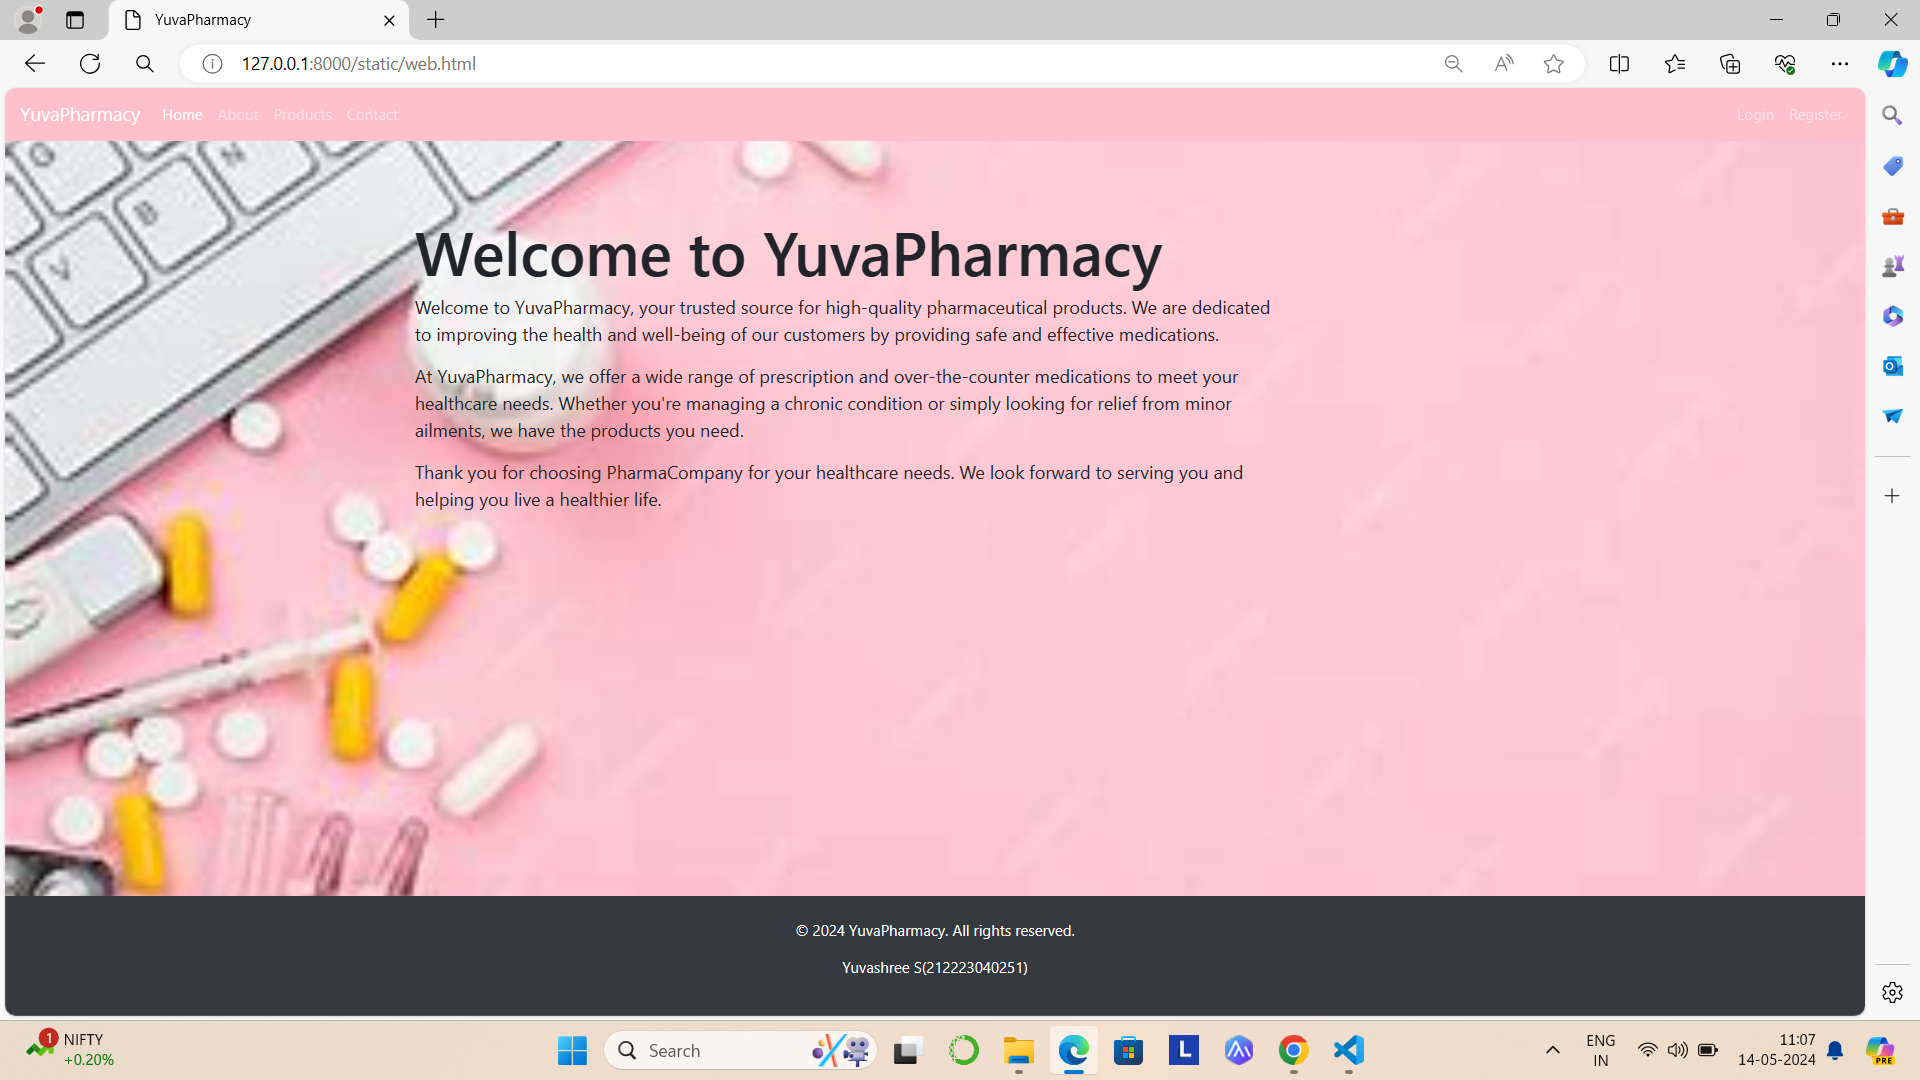 YuvaPharmacy
127.0.0.1:8000/static/web.html
YuvaPharmacy Home About Products Contact Login Register
Welcome to YuvaPharmacy
Welcome to YuvaPharmacy, your trusted source for high-quality pharmaceutical products. We are dedicated
to improving the health and well-being of our customers by providing safe and effective medications.
At YuvaPharmacy, we offer a wide range of prescription and over-the-counter medications to meet your
healthcare needs. Whether you're managing a chronic condition or simply looking for relief from minor
ailments, we have the products you need.
Thank you for choosing PharmaCompany for your healthcare needs. We look forward to serving you and
helping you live a healthier life.
© 2024 YuvaPharmacy. All rights reserved.
Yuvashree S(212223040251)
1 NIFTY
+0.20%
Search
L
ENG
IN
11:07
14-05-2024
PRE
V
B
N